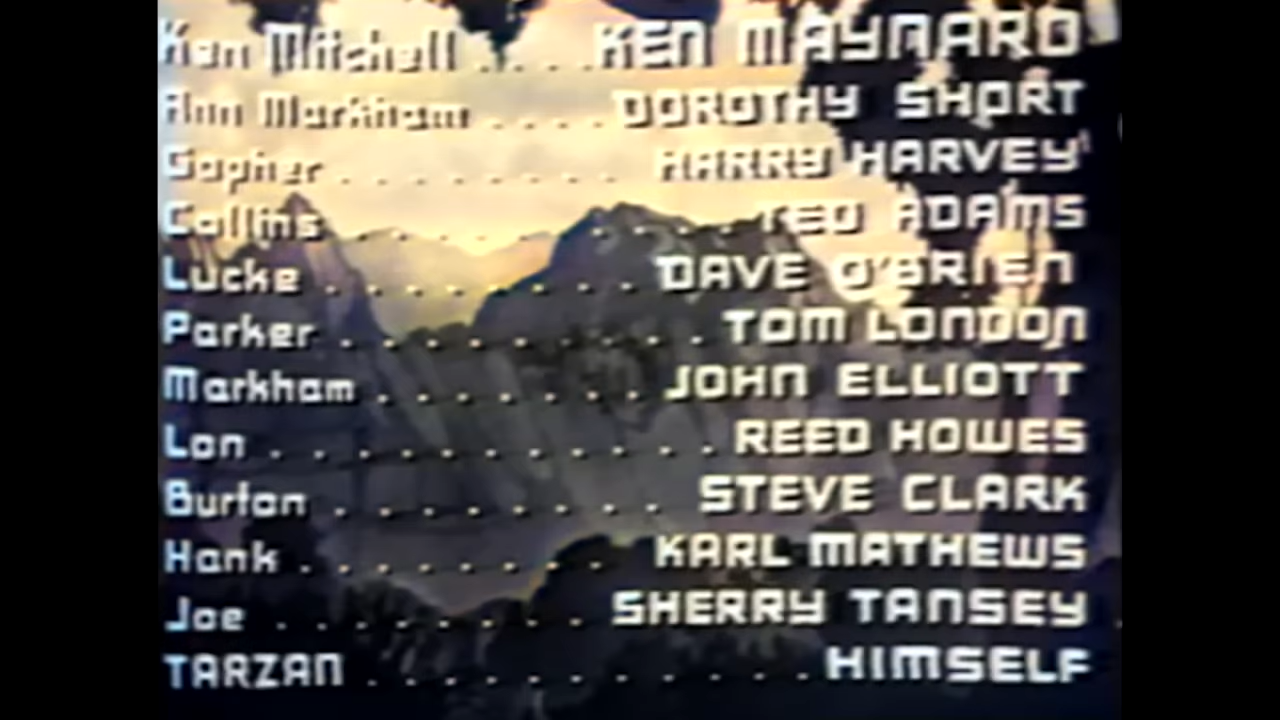 Ken Mitchell . . . . KEN MAYNARD
Ann Markham . . . . DOROTHY SHORT
Gopher . . . . . . . . . HARRY HARVEY
Collins . . . . . . . . . . TED ADAMS
Lucke . . . . . . . . . . DAVE O'BRIEN
Parker . . . . . . . . . . . TOM LONDON
Markham . . . . . . . . JOHN ELLIOTT
Lon . . . . . . . . . . . . REED HOWES
Burton . . . . . . . . STEVE CLARK
Hank . . . . . . . . KARL MATHEWS
Joe . . . . . . . . SHERRY TANSEY
TARZAN . . . . . . . . . . . HIMSELF